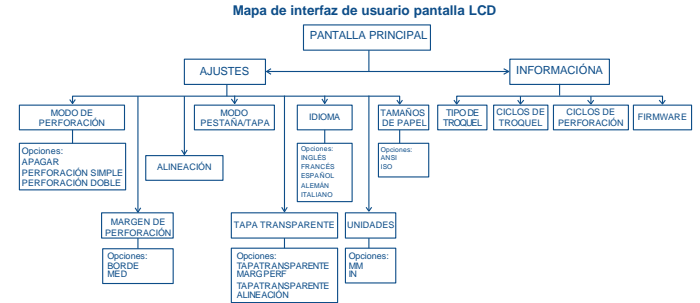 Mapa de interfaz de usuario pantalla LCD
PANTALLA PRINCIPAL
AJUSTES
INFORMACIÓNA
MODO DE
PERFORACIÓN
Opciones:
APAGAR
PERFORACIÓN SIMPLE
PERFORACIÓN DOBLE
MARGEN DE
PERFORACIÓN
Opciones:
BORDE
MED
ALINEACIÓN
MODO
PESTAÑA/TAPA
TAPA TRANSPARENTE
Opciones:
TAPATRANSPARENTE
MARGPERF
TAPATRANSPARENTE
ALINEACIÓN
IDIOMA
Opciones:
INGLÉS
FRANCÉS
ESPAÑOL
ALEMÁN
ITALIANO
UNIDADES
Opciones:
MM
IN
TAMAÑOS
DE PAPEL
Opciones:
ANSI
ISO
TIPO DE
TROQUEL
CICLOS DE
TROQUEL
CICLOS DE
PERFORACIÓN
FIRMWARE